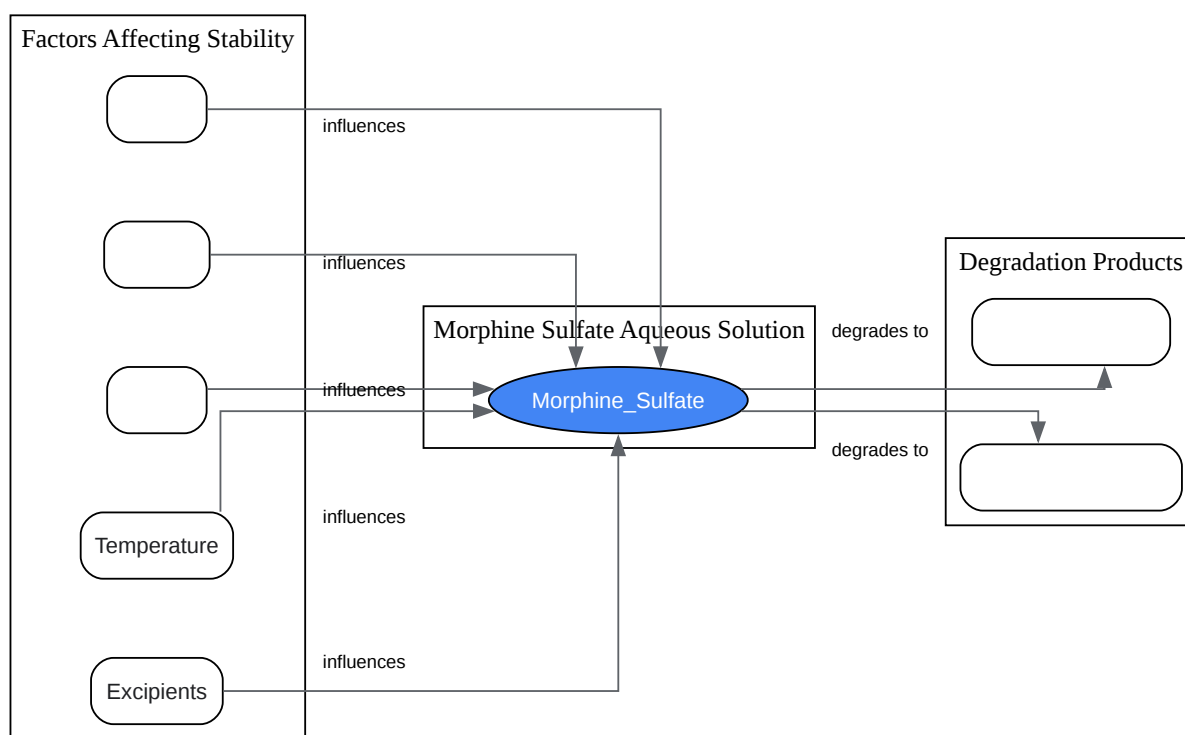 Factors Affecting Stability
influences
influences
influences
Temperature
influences
Excipients
influences
Morphine Sulfate Aqueous Solution
Morphine_Sulfate
degrades to
degrades to
Degradation Products